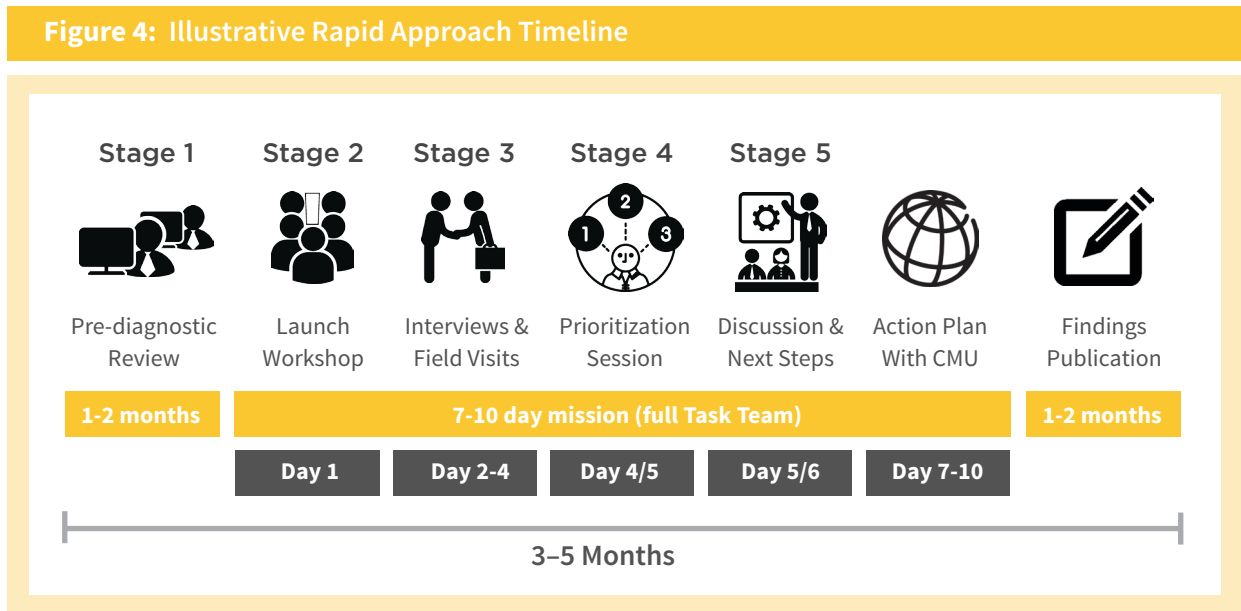 Figure 4: Illustrative Rapid Approach Timeline
Stage 1
Stage 2
Stage 3
Stage 4
Stage 5
1
2
3
Pre-diagnostic
Review
Launch
Workshop
Interviews &
Field Visits
Prioritization
Session
Discussion &
Next Steps
Action Plan
With CMU
Findings
Publication
1-2 months
7-10 day mission (full Task Team)
1-2 months
Day 1
Day 2-4
Day 4/5
Day 5/6
Day 7-10
3–5 Months